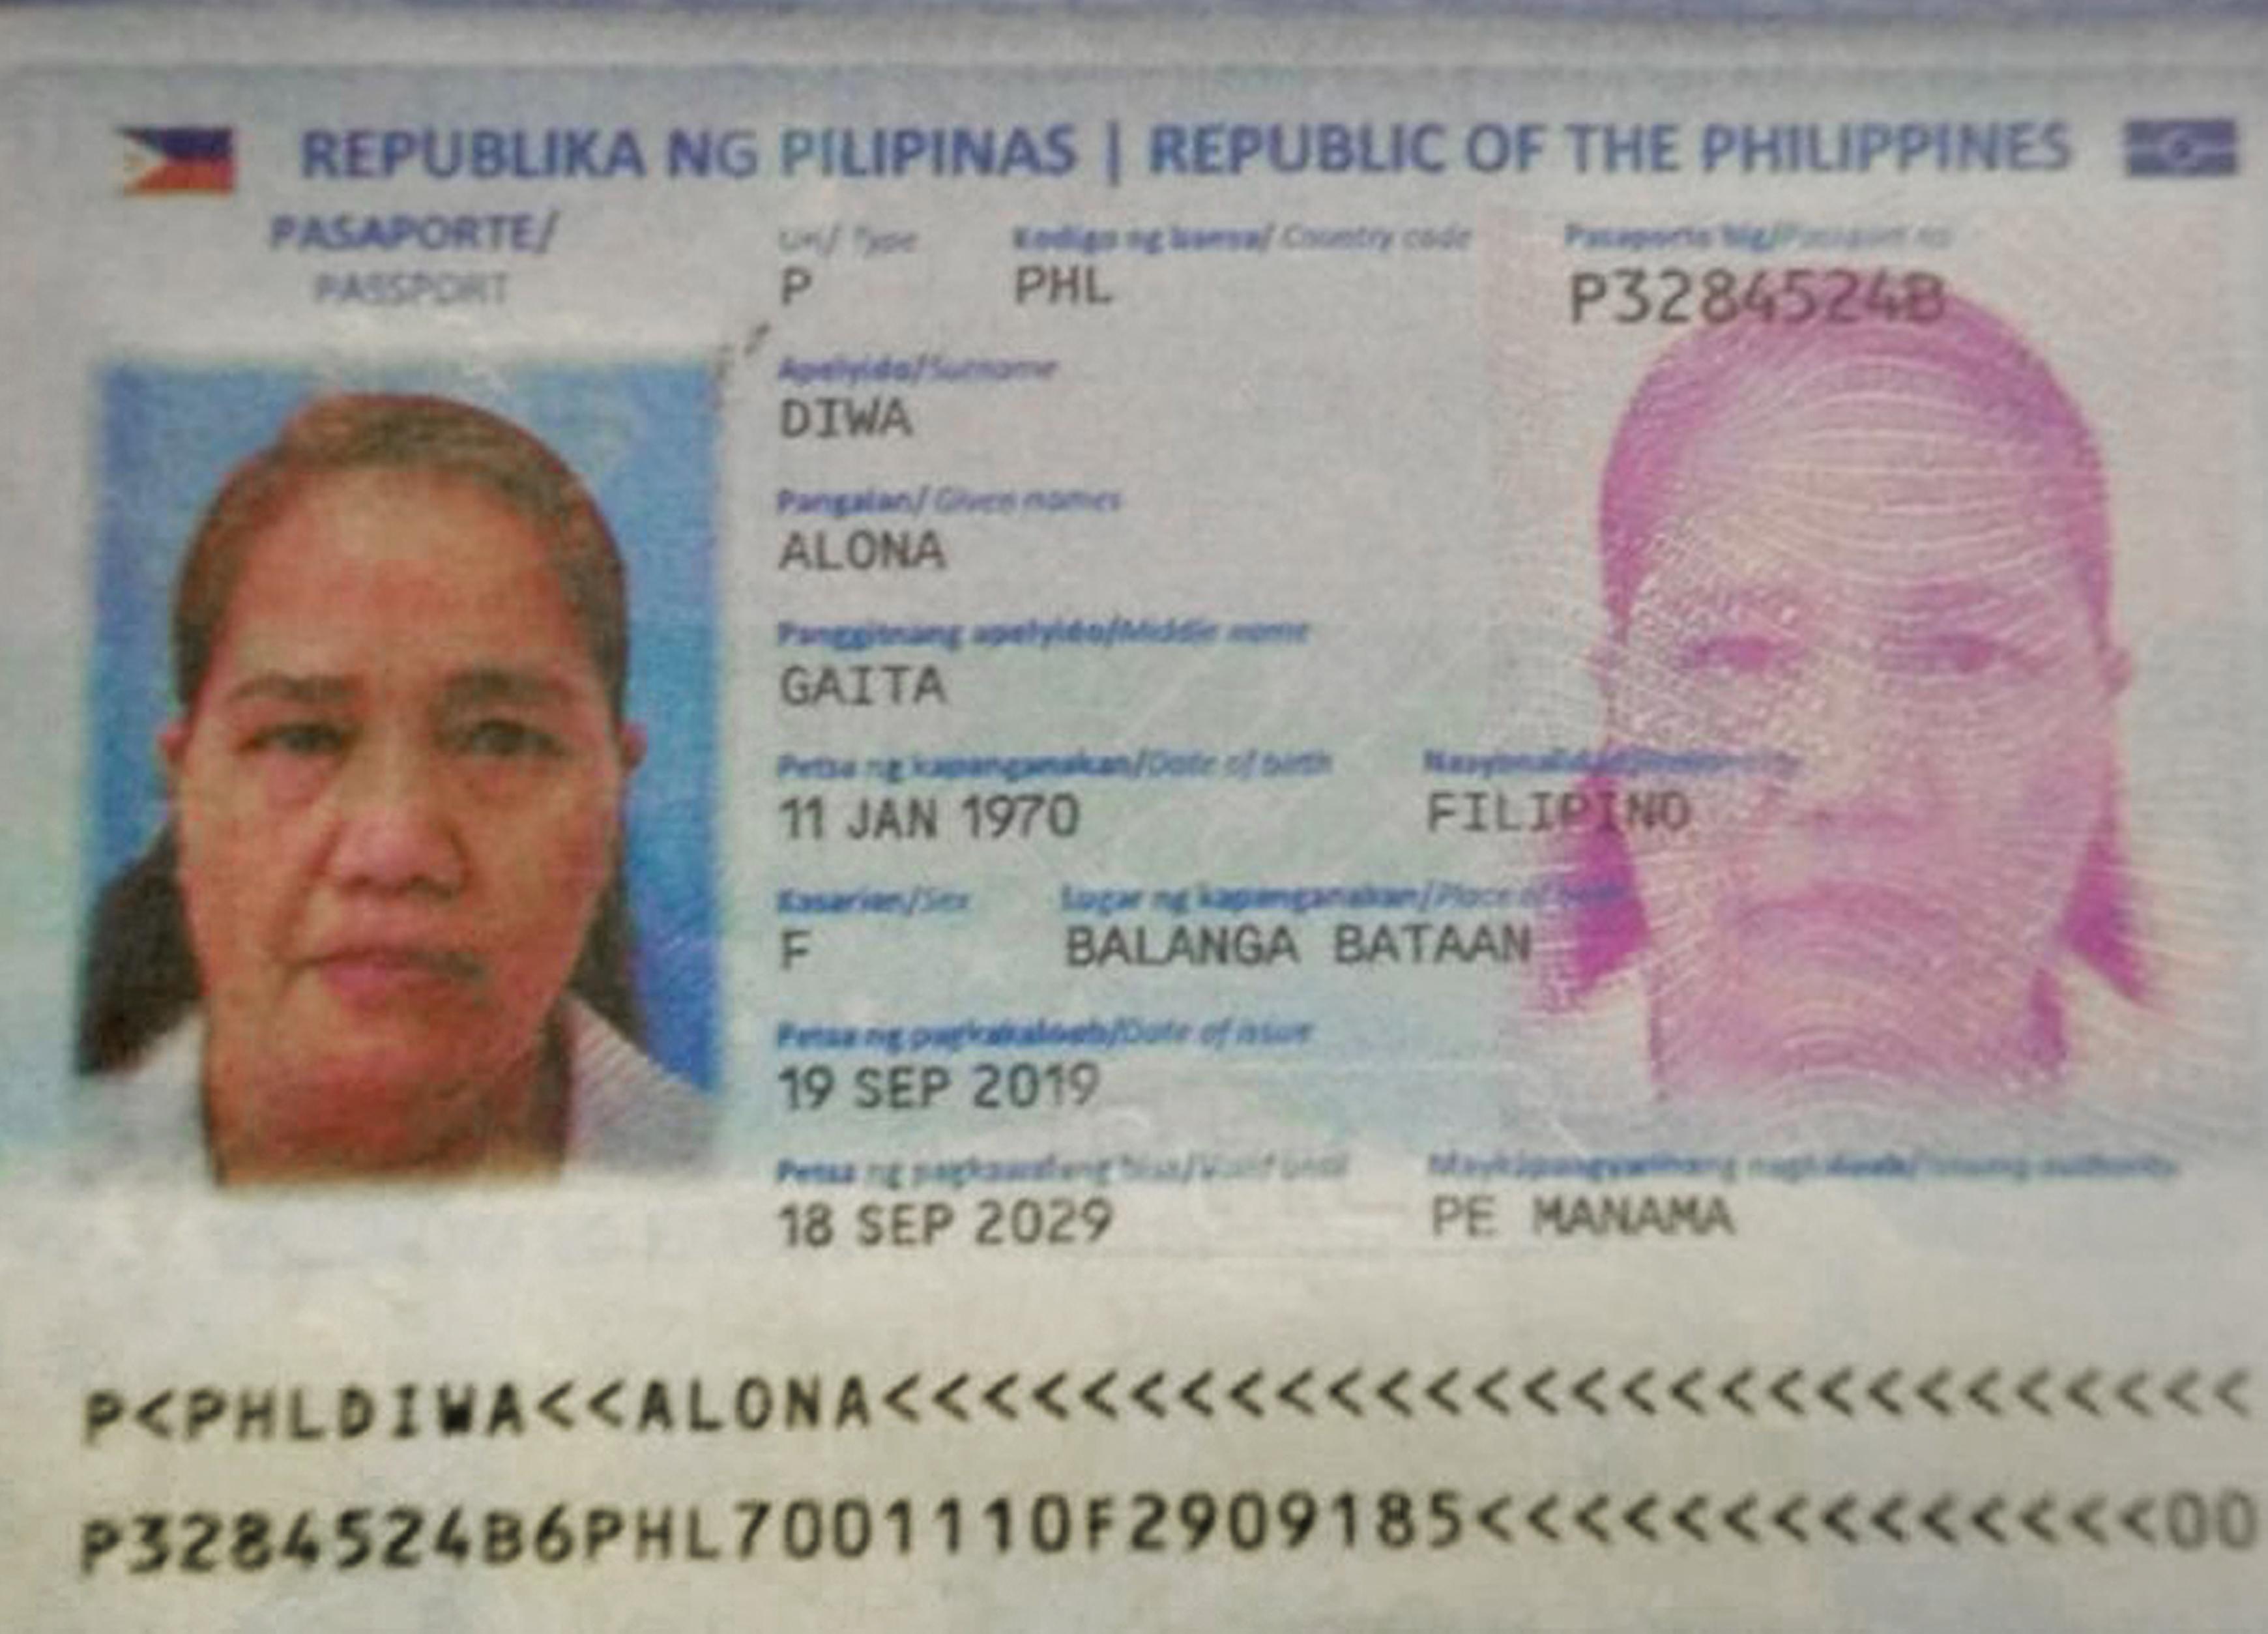 REPUBLIKA NG PILIPINAS | REPUBLIC OF THE PHILIPPINES
PASAPORTE/
PASSPORT
Uri/ Type
Kodigo ng bansa/ Country code
Pasaporte blg/Passport no
P
PHL
P3284524B
Apelyido/Surname
DIWA
Pangalan/ Given names
ALONA
Panggitnang apelyido/Middle name
GAITA
Petsa ng kapanganakan/Date of birth
Nasyonalidad/Nationality
11 JAN 1970
FILIPINO
Kasarian/Sex
Lugar ng kapanganakan/Place of birth
F
BALANGA BATAAN
Petsa ng pagkakaloob/Date of issue
19 SEP 2019
Petsa ng pagkawalang bisa/Valid until
Maykapangyarihang nagkaloob/Issuing authority
18 SEP 2029
PE MANAMA
P<PHLDIWA<<ALONA<<<<<<<<<<<<<<<<<<<<<<<<<<<<
P3284524B6PHL7001110F2909185<<<<<<<<<<<<<<00